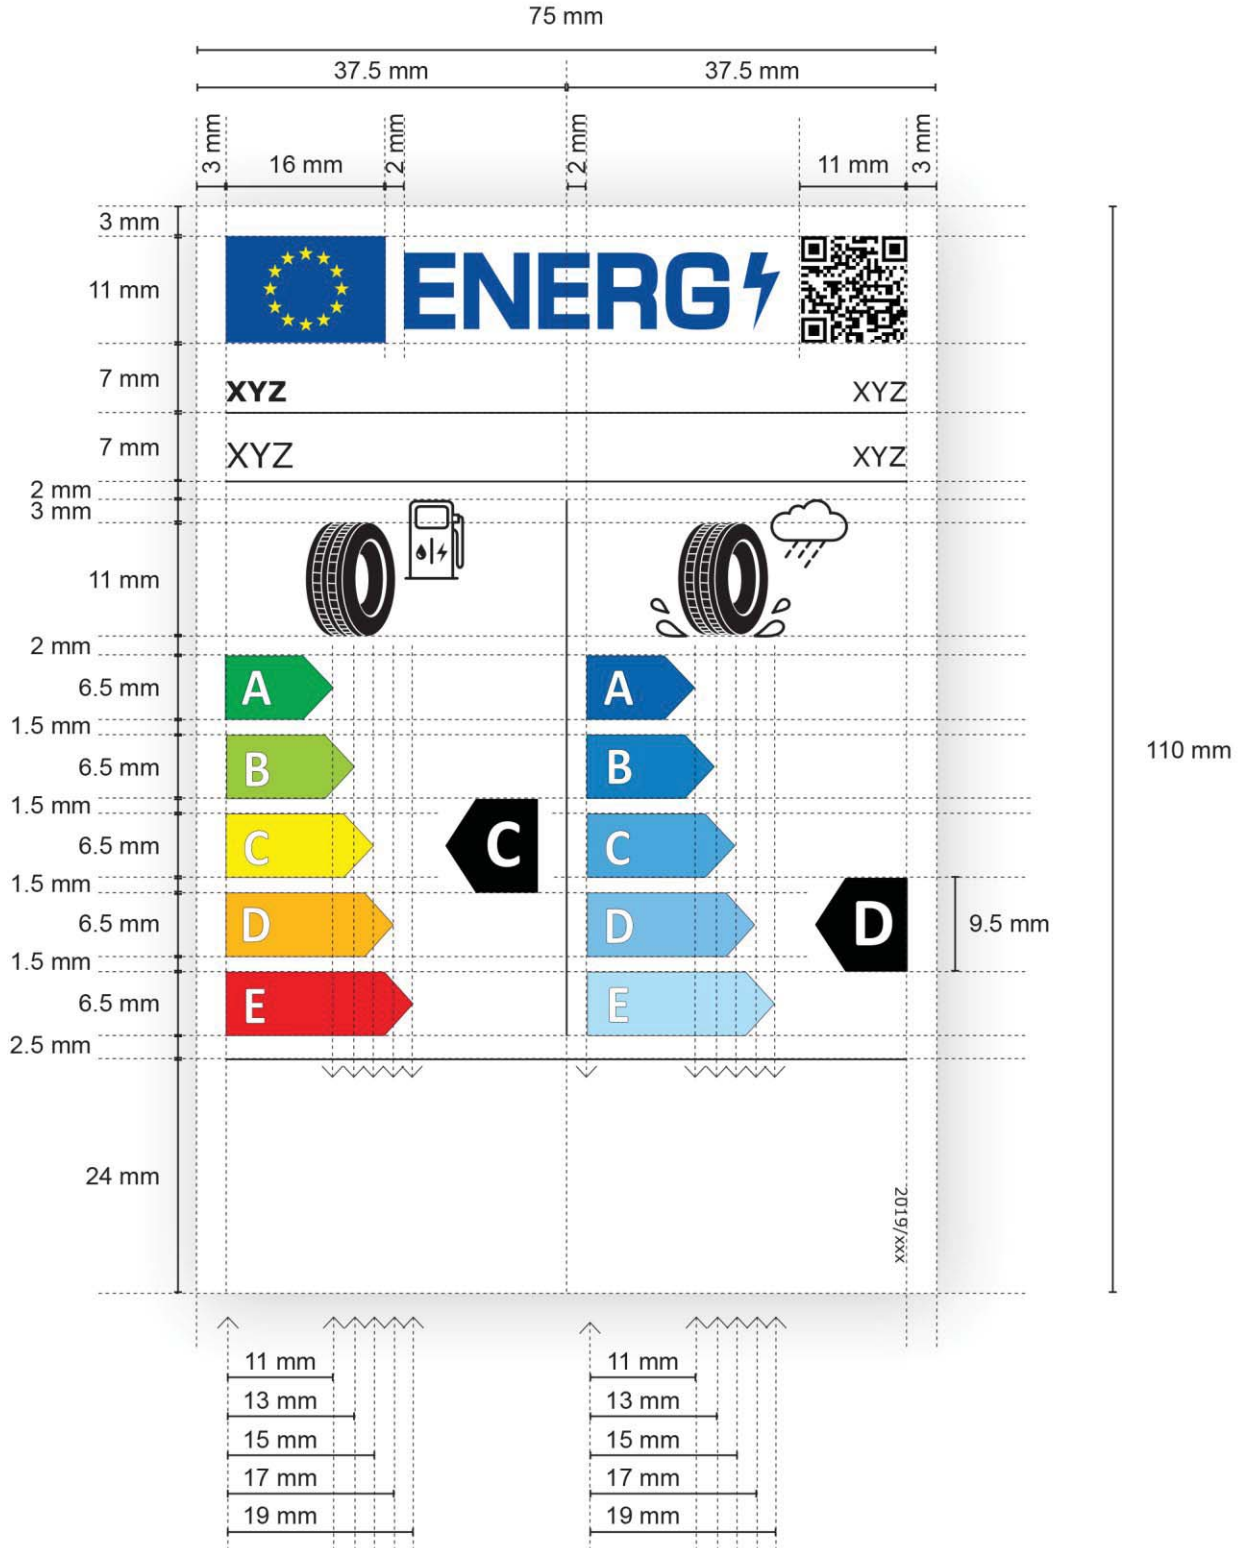 75 mm
37.5 mm 37.5 mm
3 mm 16 mm 2 mm 2 mm 11 mm 3 mm
3 mm
11 mm ENERG
7 mm XYZ XYZ
7 mm XYZ XYZ
2 mm
3 mm
11 mm
2 mm
6.5 mm A A
1.5 mm
6.5 mm B B 110 mm
1.5 mm
6.5 mm C C C
1.5 mm
6.5 mm D D D 9.5 mm
1.5 mm
6.5 mm E E
2.5 mm
24 mm 2019/xxx
11 mm 11 mm
13 mm 13 mm
15 mm 15 mm
17 mm 17 mm
19 mm 19 mm